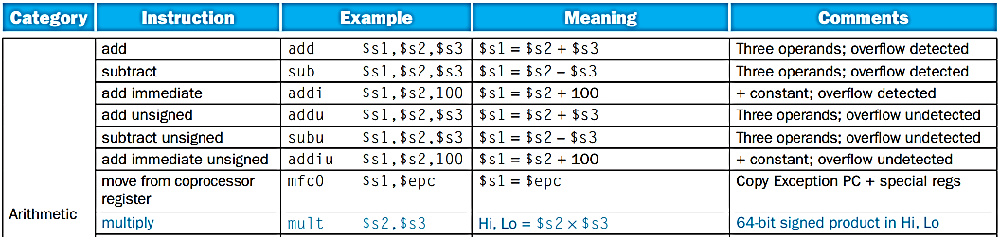 Category Instruction Example Meaning Comments
add add $s1,$s2,$s3 $s1 = $s2 + $s3 Three operands; overflow detected
subtract sub $s1,$s2,$s3 $s1 = $s2 – $s3 Three operands; overflow detected
add immediate addi $s1,$s2,100 $s1 = $s2 + 100 + constant; overflow detected
add unsigned addu $s1,$s2,$s3 $s1 = $s2 + $s3 Three operands; overflow undetected
subtract unsigned subu $s1,$s2,$s3 $s1 = $s2 – $s3 Three operands; overflow undetected
add immediate unsigned addiu $s1,$s2,100 $s1 = $s2 + 100 + constant; overflow undetected
move from coprocessor mfc0 $s1,$epc $s1 = $epc Copy Exception PC + special regs
register
Arithmetic
multiply mult $s2,$s3 Hi, Lo = $s2 × $s3 64-bit signed product in Hi, Lo